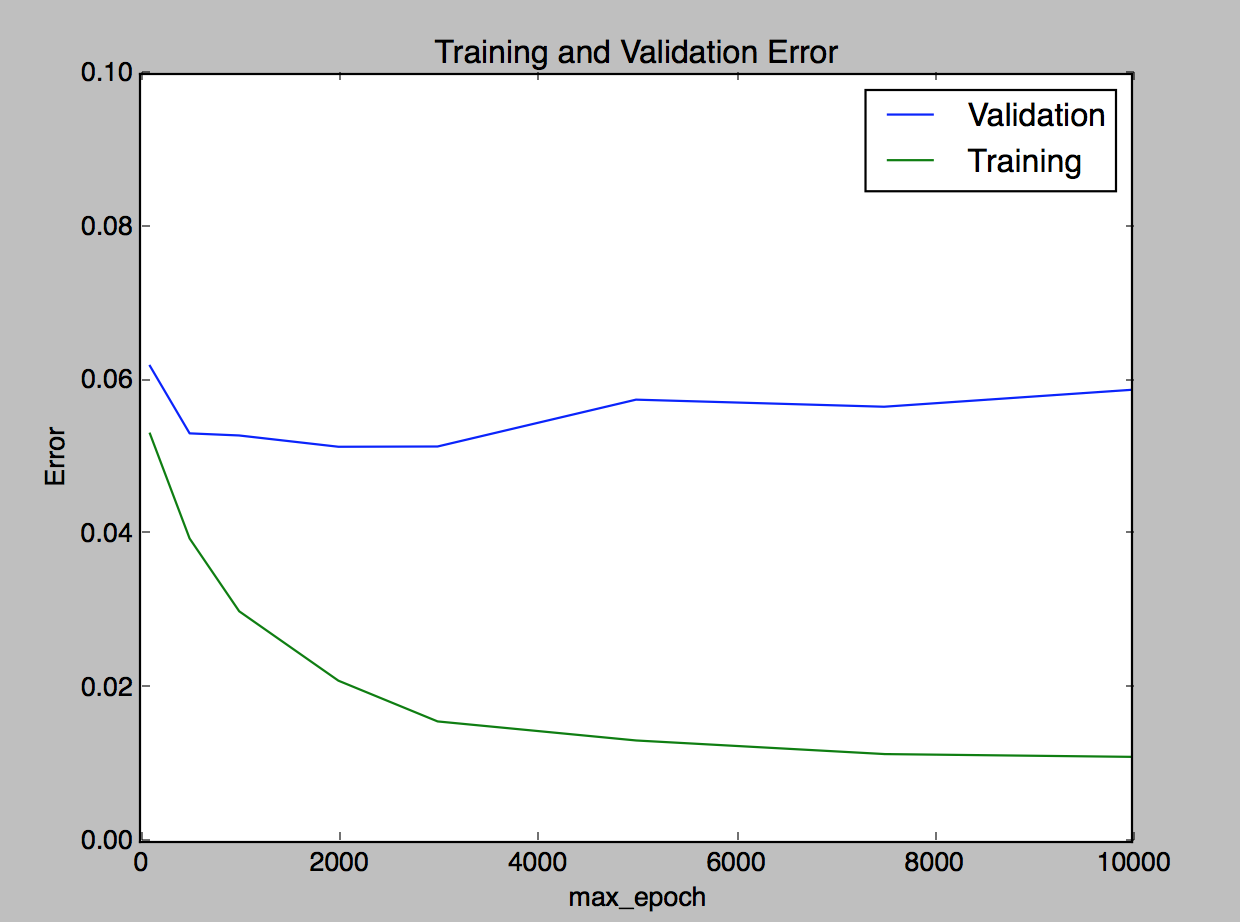 Training and Validation Error
0.10
0.08
0.06
0.04
0.02
0.00
Error
Validation
Training
0 2000 4000 6000 8000 10000
max_epoch